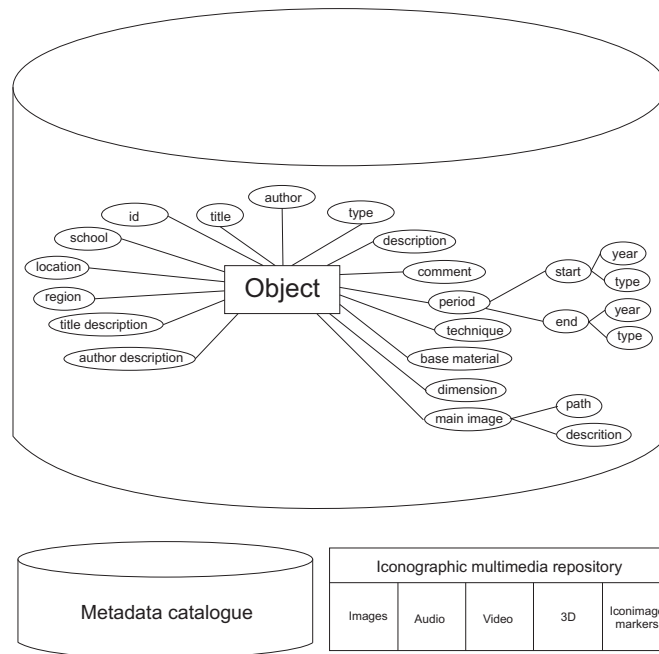 author
title
type
id
school
description
location
comment
region
Object
title description
author description
period
start
year
type
end
year
type
technique
base material
dimension
main image
path
descrition
Metadata catalogue
Iconographic multimedia repository
Images
Audio
Video
3D
Iconimage
markers